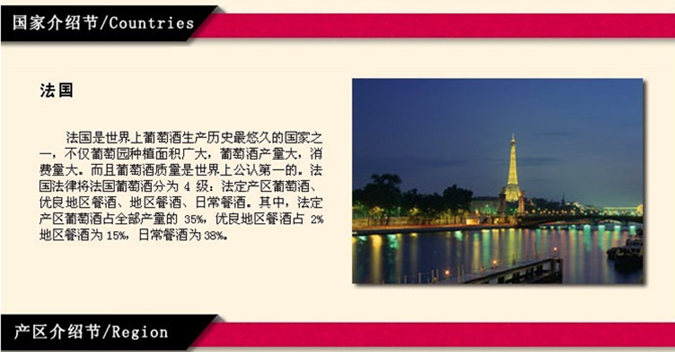 国家介绍节/Countries
法国
法国是世界上葡萄酒生产历史最悠久的国家之
一，不仅葡萄园种植面积广大，葡萄酒产量大，消
费量大。而且葡萄酒质量是世界上公认第一的。法
国法律将法国葡萄酒分为 4 级：法定产区葡萄酒、
优良地区餐酒、地区餐酒、日常餐酒。其中，法定
产区葡萄酒占全部产量的 35%，优良地区餐酒占 2%
地区餐酒为15%，日常餐酒为38%。
产区介绍节/Region